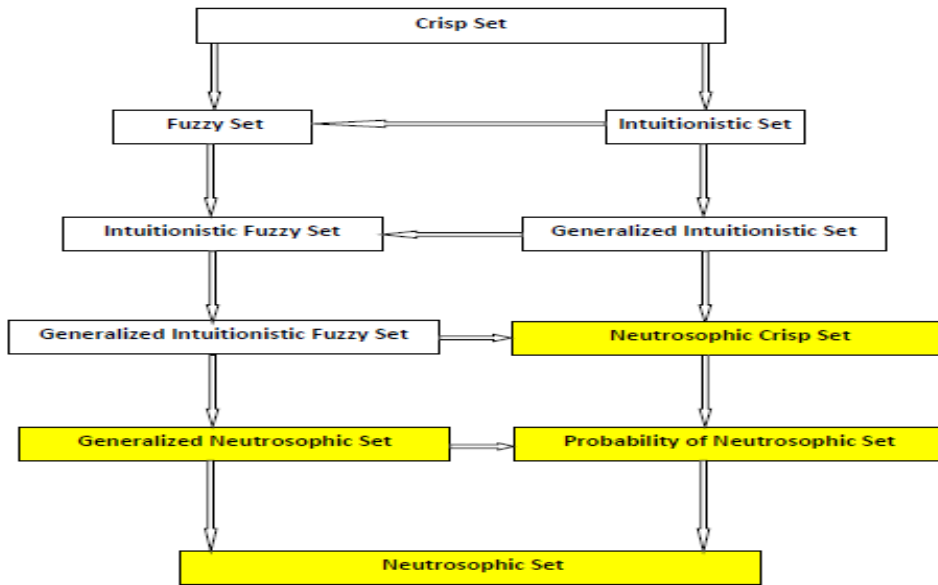 Crisp Set
Fuzzy Set
Intuitionistic Set
Intuitionistic Fuzzy Set
Generalized Intuitionistic Set
Generalized Intuitionistic Fuzzy Set
Neutrosophic Crisp Set
Generalized Neutrosophic Set
Probability of Neutrosophic Set
Neutrosophic Set